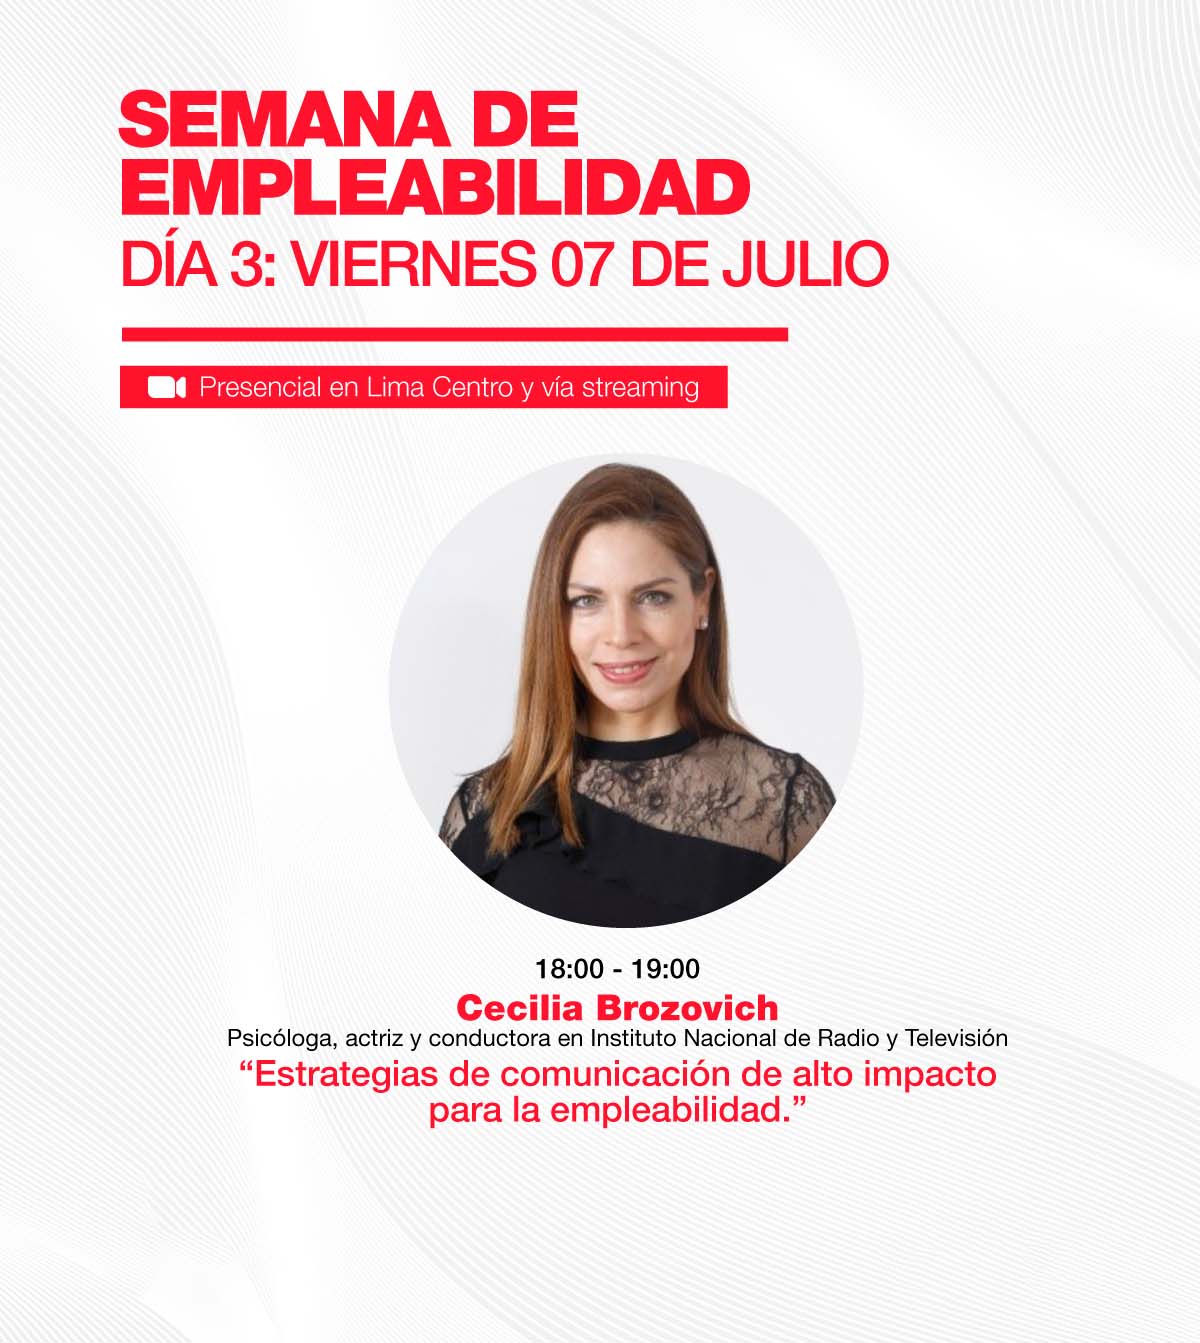 SEMANA DE
EMPLEABILIDAD
DÍA 3: VIERNES 07 DE JULIO
Presencial en Lima Centro y vía streaming
18:00 - 19:00
Cecilia Brozovich
Psicóloga, actriz y conductora en Instituto Nacional de Radio y Televisión
“Estrategias de comunicación de alto impacto
para la empleabilidad.”